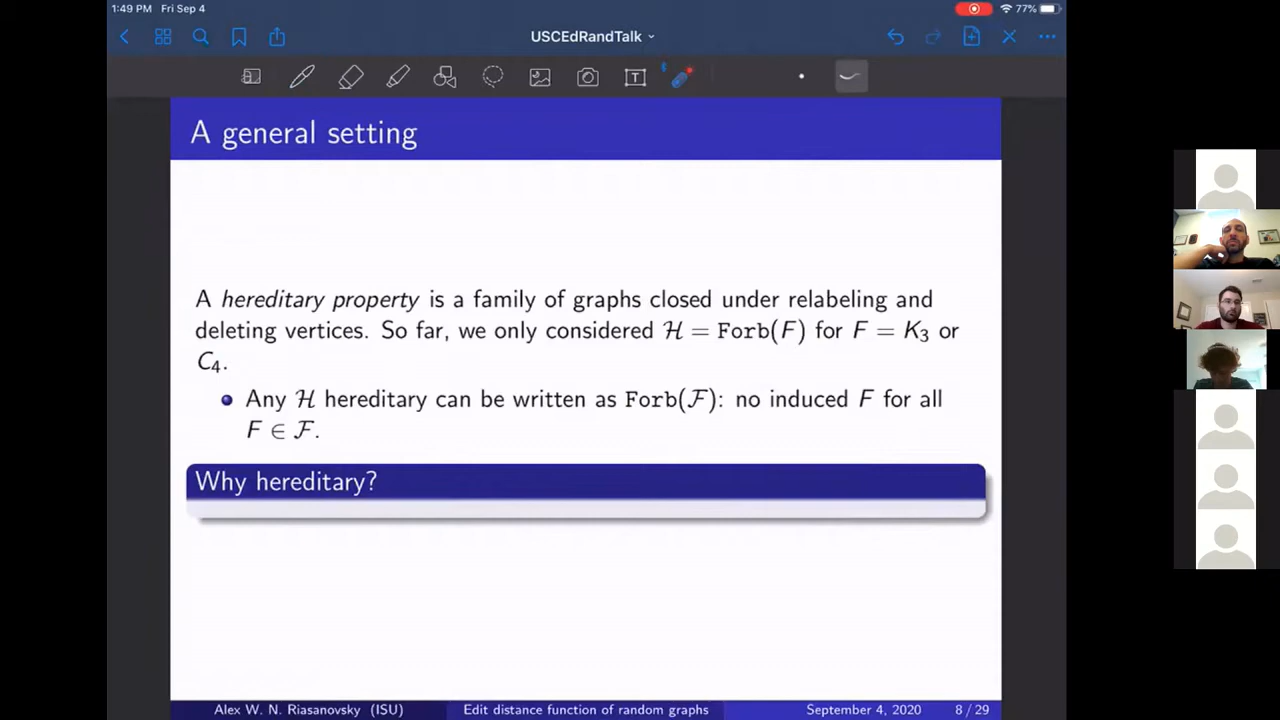 1:49 PM Fri Sep 4
77%
USCEdRandTalk
T
A general setting
A hereditary property is a family of graphs closed under relabeling and
deleting vertices. So far, we only considered ℋ = Forb(F) for F = K₃ or
C₄.
Any ℋ hereditary can be written as Forb(ℱ): no induced F for all
F ∈ ℱ.
Why hereditary?
Alex W. N. Riasanovsky (ISU) Edit distance function of random graphs September 4, 2020 8 / 29